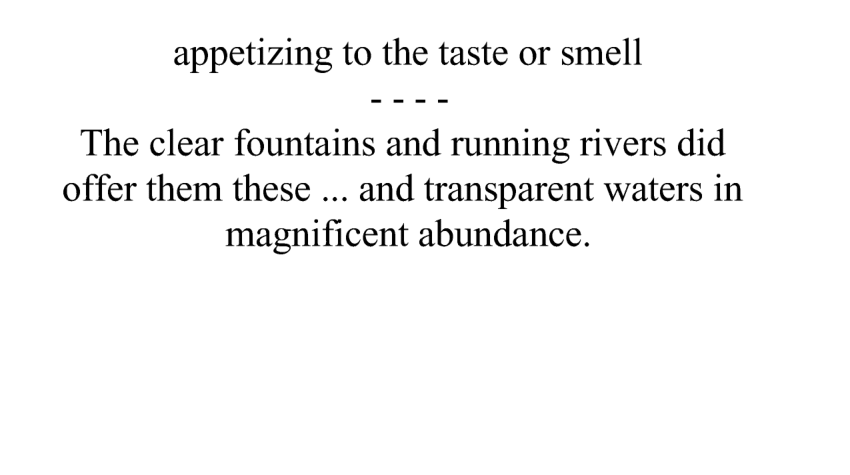 appetizing to the taste or smell
- - - -
The clear fountains and running rivers did
offer them these ... and transparent waters in
magnificent abundance.